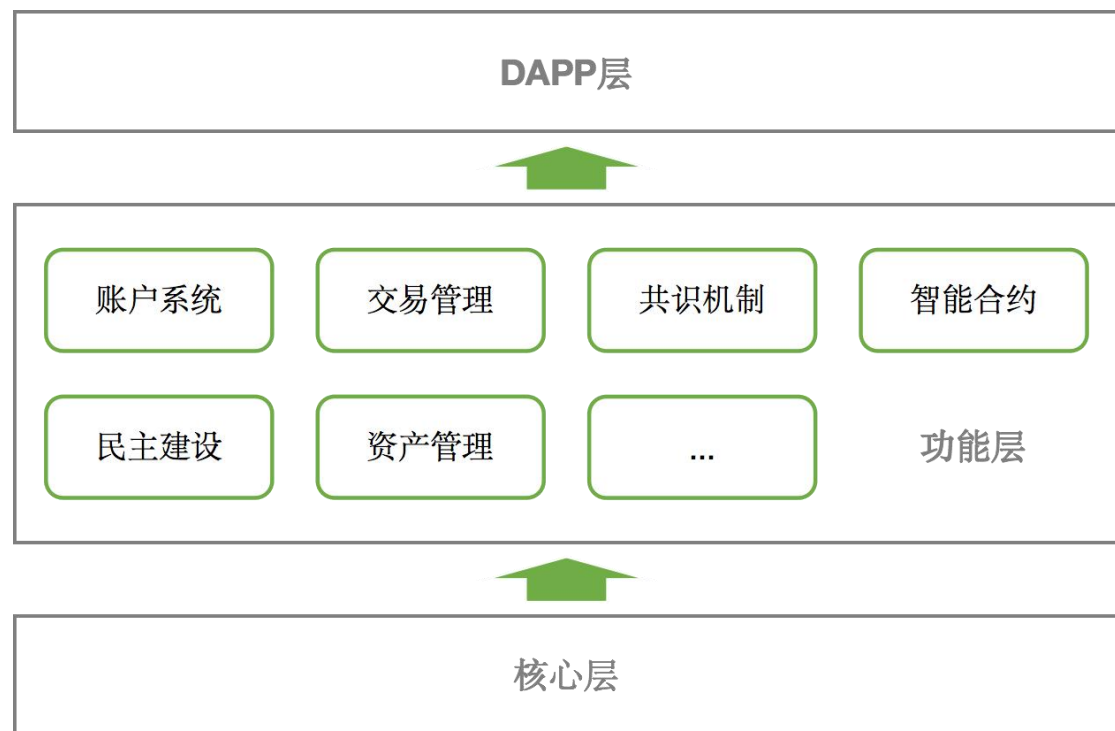 DAPP层
账户系统
交易管理
共识机制
智能合约
民主建设
资产管理
...
功能层
核心层